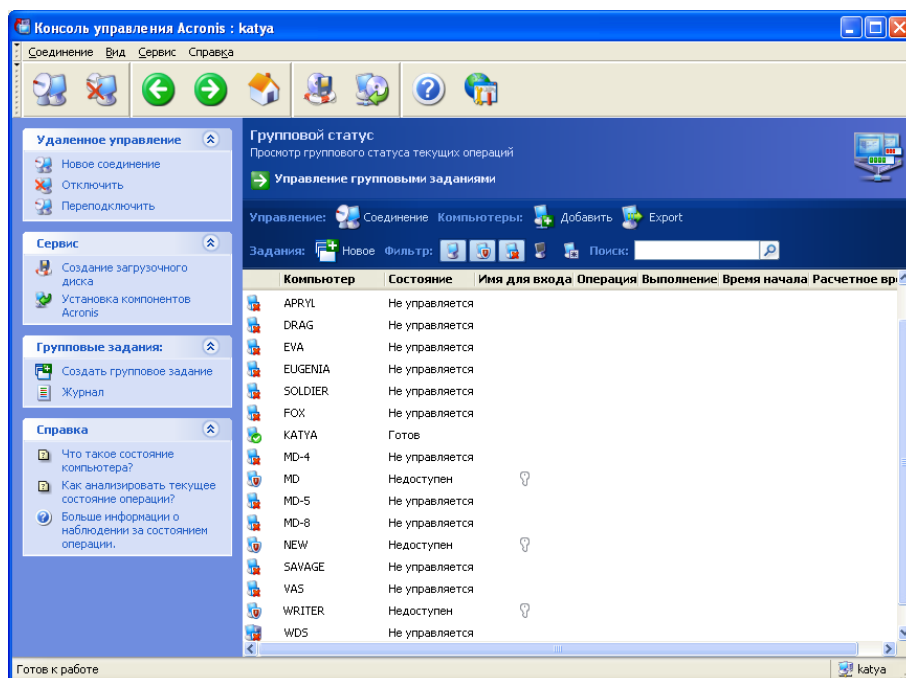 Консоль управления Acronis : katya
Соединение Вид Сервис Справка
Удаленное управление
Новое соединение
Отключить
Переподключить
Сервис
Создание загрузочного
диска
Установка компонентов
Acronis
Групповые задания:
Создать групповое задание
Журнал
Справка
Что такое состояние
компьютера?
Как анализировать текущее
состояние операции?
Больше информации о
наблюдении за состоянием
операции.
Групповой статус
Просмотр группового статуса текущих операций
Управление групповыми заданиями
Управление: Соединение Компьютеры: Добавить Export
Задания: Новое Фильтр: Поиск:
Компьютер Состояние Имя для входа Операция Выполнение Время начала Расчетное вр
APRYL Не управляется
DRAG Не управляется
EVA Не управляется
EUGENIA Не управляется
SOLDIER Не управляется
FOX Не управляется
KATYA Готов
MD-4 Не управляется
MD Недоступен
MD-5 Не управляется
MD-8 Не управляется
NEW Недоступен
SAVAGE Не управляется
VAS Не управляется
WRITER Недоступен
WDS Не управляется
Готов к работе katya